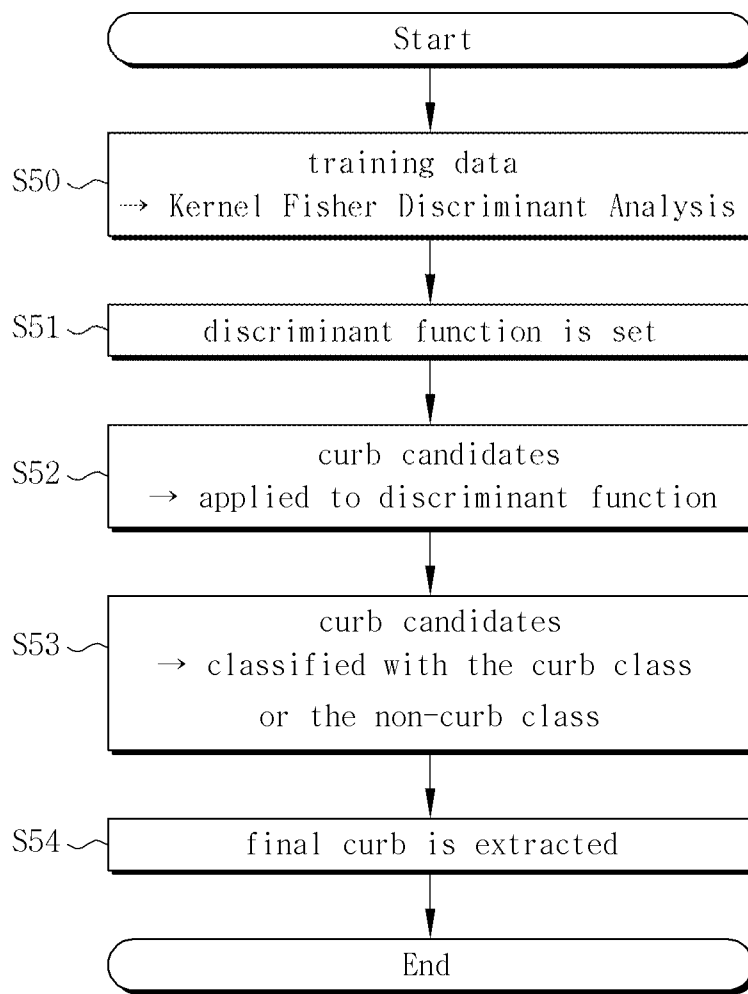 Start
S50
training data
→ Kernel Fisher Discriminant Analysis
S51
discriminant function is set
S52
curb candidates
→ applied to discriminant function
S53
curb candidates
→ classified with the curb class
or the non-curb class
S54
final curb is extracted
End